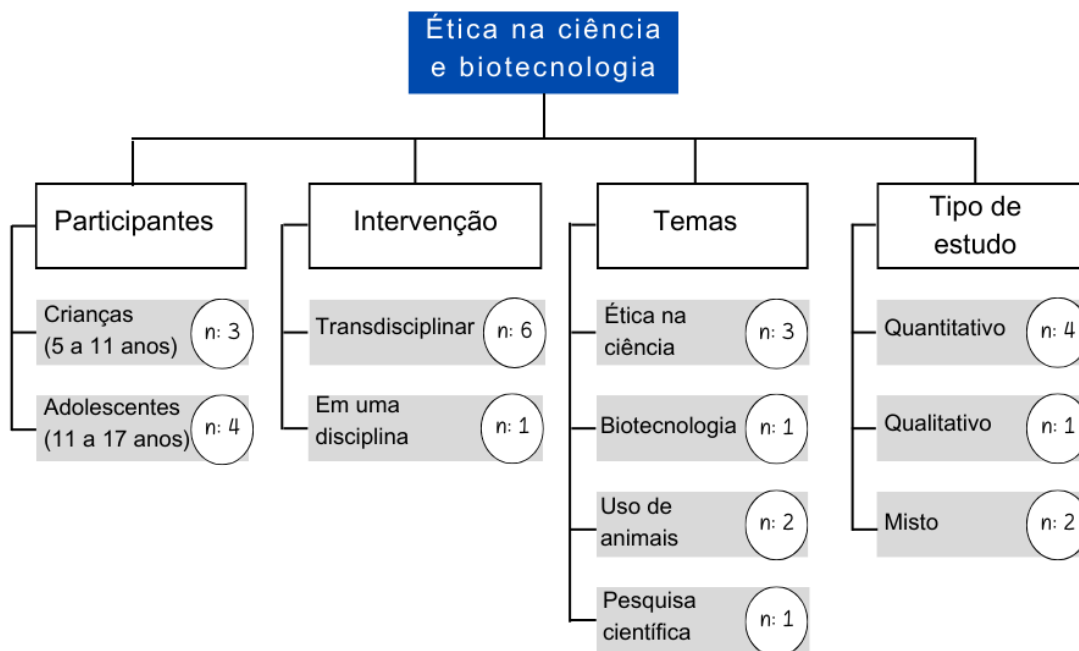 Ética na ciência
e biotecnologia
Participantes
Crianças
(5 a 11 anos)
n: 3
Adolescentes
(11 a 17 anos)
n: 4
Intervenção
Transdisciplinar
n: 6
Em uma
disciplina
n: 1
Temas
Ética na
ciência
n: 3
Biotecnologia
n: 1
Uso de
animais
n: 2
Pesquisa
científica
n: 1
Tipo de
estudo
Quantitativo
n: 4
Qualitativo
n: 1
Misto
n: 2